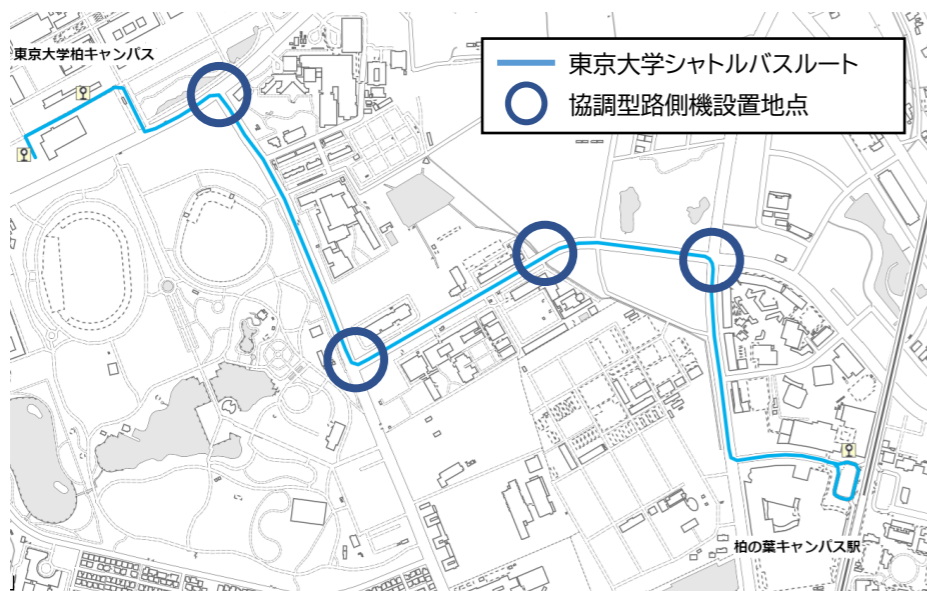 東京大学柏キャンパス
東京大学シャトルバスルート
協調型路側機設置地点
柏の葉キャンパス駅